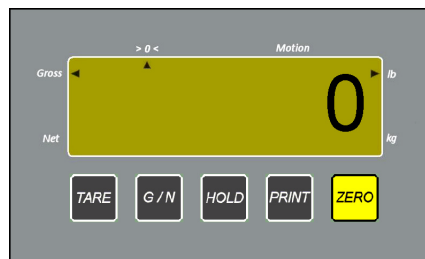 > 0 < Motion
Gross lb
0
Net kg
TARE G / N HOLD PRINT ZERO